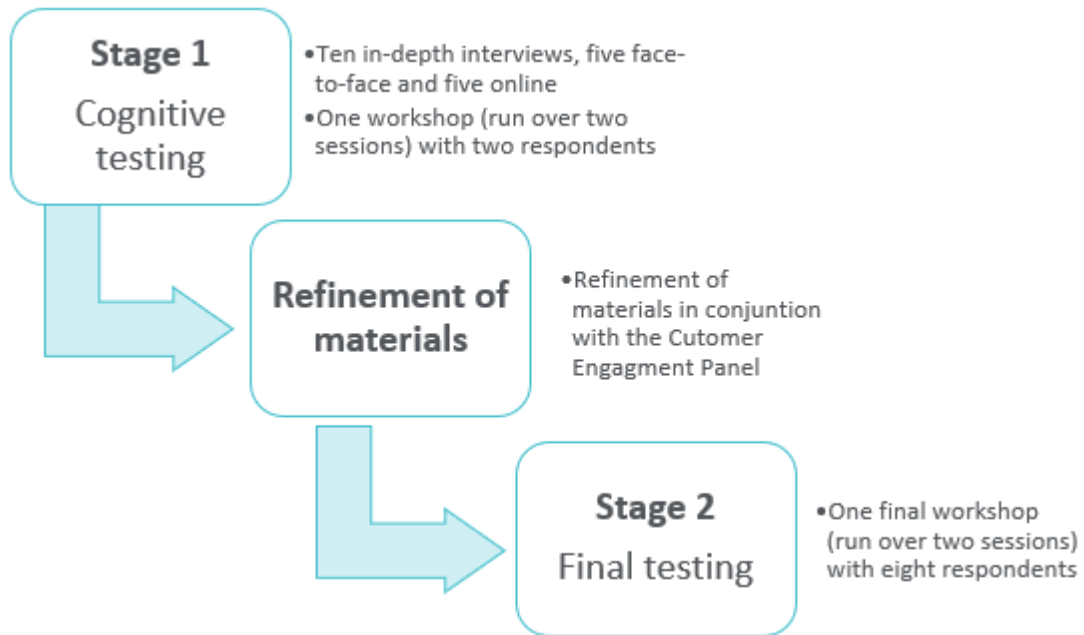 Stage 1
Cognitive
testing
•Ten in-depth interviews, five face-
to-face and five online
•One workshop (run over two
sessions) with two respondents
Refinement of
materials
•Refinement of
materials in conjuntion
with the Cutomer
Engagment Panel
Stage 2
Final testing
•One final workshop
(run over two sessions)
with eight respondents